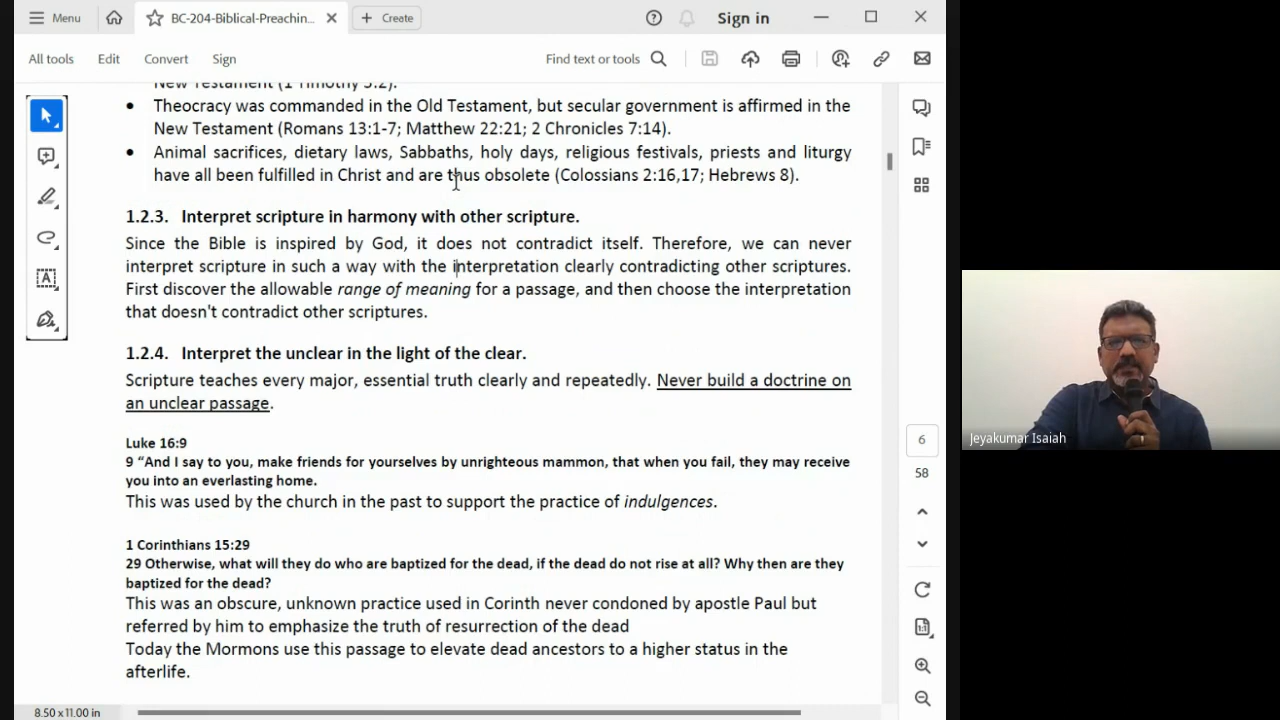 Menu
BC-204-Biblical-Preachin...
Create
Sign in
All tools
Edit
Convert
Sign
Find text or tools
New Testament (1 Timothy 3:2).
• Theocracy was commanded in the Old Testament, but secular government is affirmed in the
New Testament (Romans 13:1-7; Matthew 22:21; 2 Chronicles 7:14).
• Animal sacrifices, dietary laws, Sabbaths, holy days, religious festivals, priests and liturgy
have all been fulfilled in Christ and are thus obsolete (Colossians 2:16,17; Hebrews 8).
1.2.3. Interpret scripture in harmony with other scripture.
Since the Bible is inspired by God, it does not contradict itself. Therefore, we can never
interpret scripture in such a way with the interpretation clearly contradicting other scriptures.
First discover the allowable range of meaning for a passage, and then choose the interpretation
that doesn't contradict other scriptures.
1.2.4. Interpret the unclear in the light of the clear.
Scripture teaches every major, essential truth clearly and repeatedly. Never build a doctrine on
an unclear passage.
Luke 16:9
9 “And I say to you, make friends for yourselves by unrighteous mammon, that when you fail, they may receive
you into an everlasting home.
This was used by the church in the past to support the practice of indulgences.
1 Corinthians 15:29
29 Otherwise, what will they do who are baptized for the dead, if the dead do not rise at all? Why then are they
baptized for the dead?
This was an obscure, unknown practice used in Corinth never condoned by apostle Paul but
referred by him to emphasize the truth of resurrection of the dead
Today the Mormons use this passage to elevate dead ancestors to a higher status in the
afterlife.
6
58
8.50 x 11.00 in
Jeyakumar Isaiah